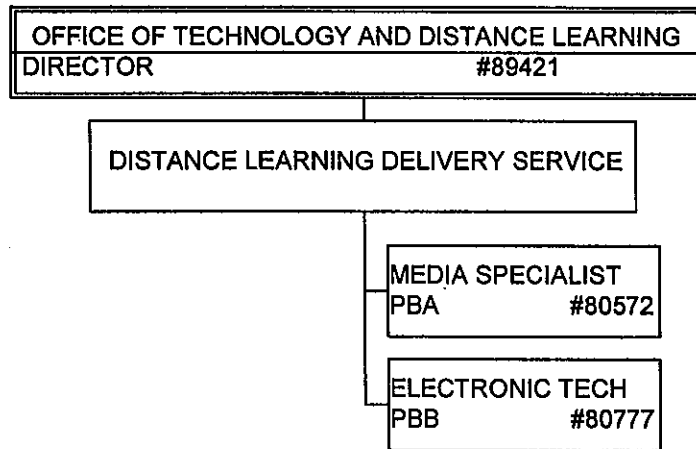 OFFICE OF TECHNOLOGY AND DISTANCE LEARNING
DIRECTOR #89421
DISTANCE LEARNING DELIVERY SERVICE
MEDIA SPECIALIST
PBA #80572
ELECTRONIC TECH
PBB #80777